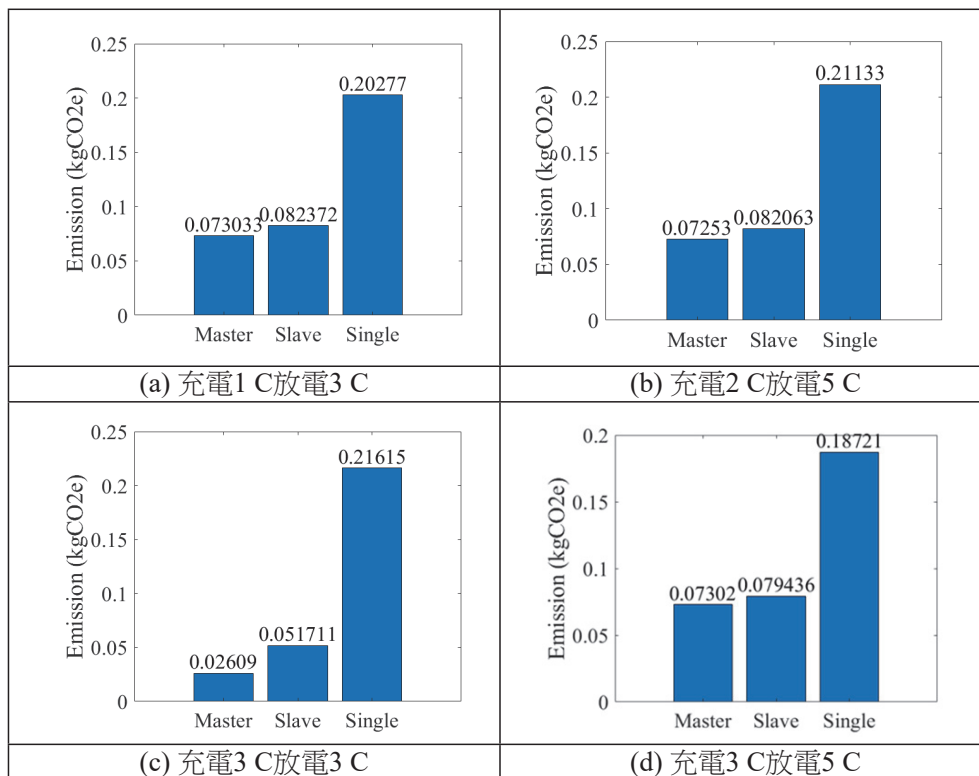 0.25
0.2
0.15
0.1
0.05
0
Emission (kgCO2e)
0.073033
0.082372
0.20277
Master Slave Single
(a) 充電1 C放電3 C
0.25
0.2
0.15
0.1
0.05
0
Emission (kgCO2e)
0.07253
0.082063
0.21133
Master Slave Single
(b) 充電2 C放電5 C
0.25
0.2
0.15
0.1
0.05
0
Emission (kgCO2e)
0.02609
0.051711
0.21615
Master Slave Single
(c) 充電3 C放電3 C
0.2
0.15
0.1
0.05
0
Emission (kgCO2e)
0.07302
0.079436
0.18721
Master Slave Single
(d) 充電3 C放電5 C